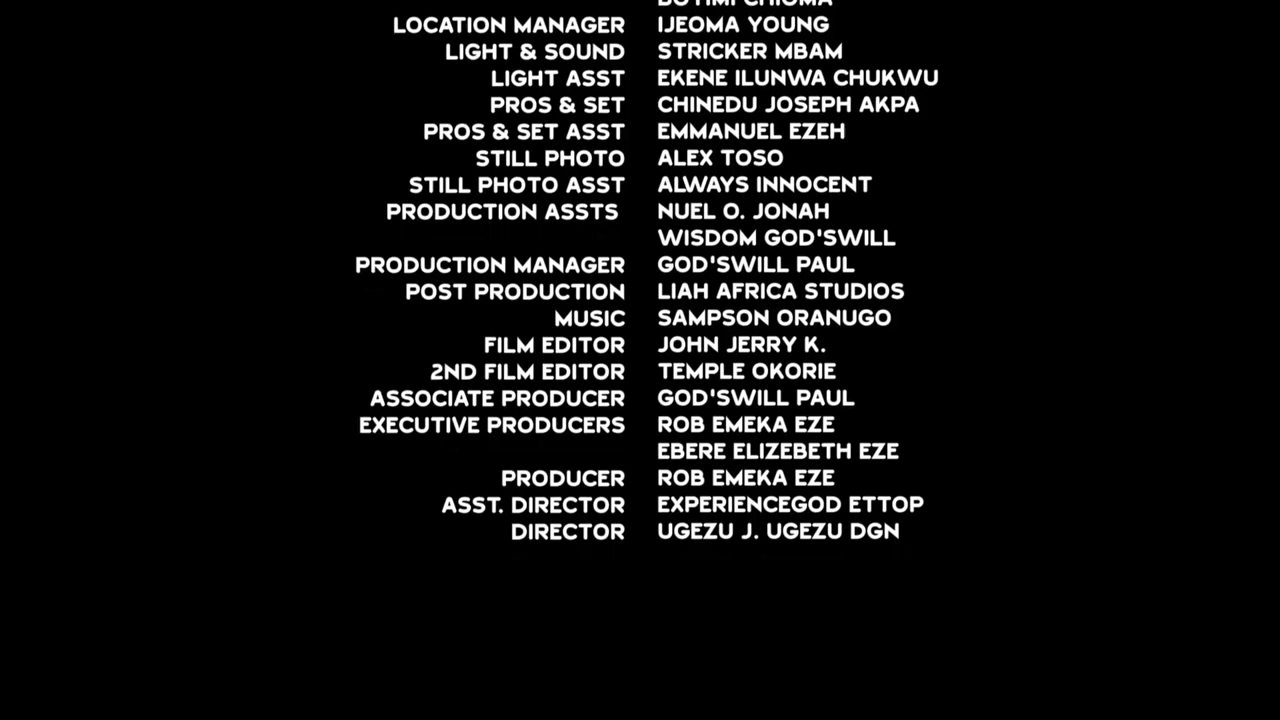 LOCATION MANAGER IJEOMA YOUNG
LIGHT & SOUND STRICKER MBAM
LIGHT ASST EKENE ILUNWA CHUKWU
PROS & SET CHINEDU JOSEPH AKPA
PROS & SET ASST EMMANUEL EZEH
STILL PHOTO ALEX TOSO
STILL PHOTO ASST ALWAYS INNOCENT
PRODUCTION ASSTS NUEL O. JONAH
WISDOM GOD'SWILL
PRODUCTION MANAGER GOD'SWILL PAUL
POST PRODUCTION LIAH AFRICA STUDIOS
MUSIC SAMPSON ORANUGO
FILM EDITOR JOHN JERRY K.
2ND FILM EDITOR TEMPLE OKORIE
ASSOCIATE PRODUCER GOD'SWILL PAUL
EXECUTIVE PRODUCERS ROB EMEKA EZE
EBERE ELIZEBETH EZE
PRODUCER ROB EMEKA EZE
ASST. DIRECTOR EXPERIENCEGOD ETTOP
DIRECTOR UGEZU J. UGEZU DGN